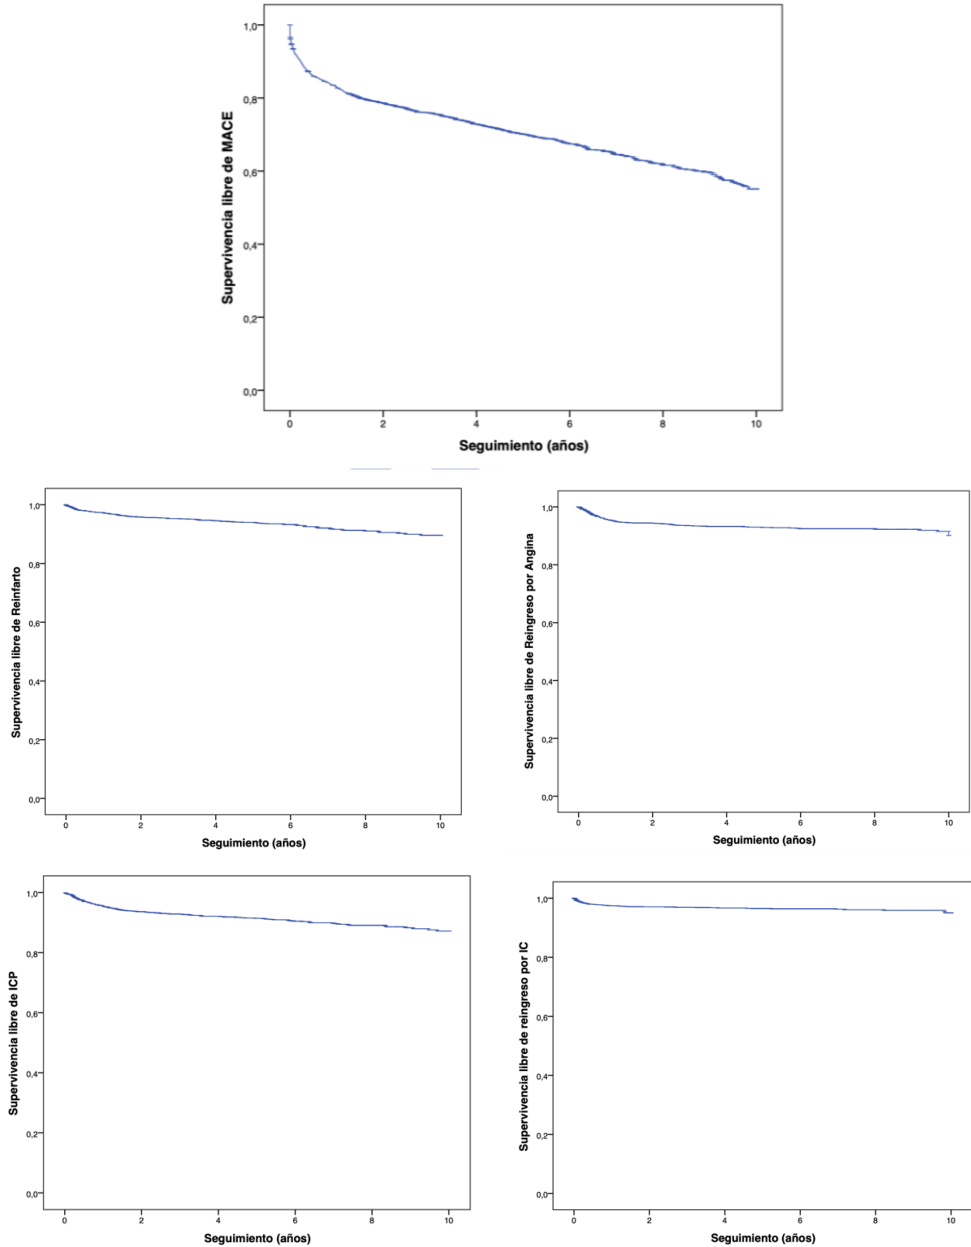 Supervivencia libre de MACE
1,0
0,8
0,6
0,4
0,2
0,0
0 2 4 6 8 10
Seguimiento (años)
Supervivencia libre de Reinfarto
1,0
0,8
0,6
0,4
0,2
0,0
0 2 4 6 8 10
Seguimiento (años)
Supervivencia libre de Reingreso por Angina
1,0
0,8
0,6
0,4
0,2
0,0
0 2 4 6 8 10
Seguimiento (años)
Supervivencia libre de ICP
1,0
0,8
0,6
0,4
0,2
0,0
0 2 4 6 8 10
Seguimiento (años)
Supervivencia libre de reingreso por IC
1,0
0,8
0,6
0,4
0,2
0,0
0 2 4 6 8 10
Seguimiento (años)